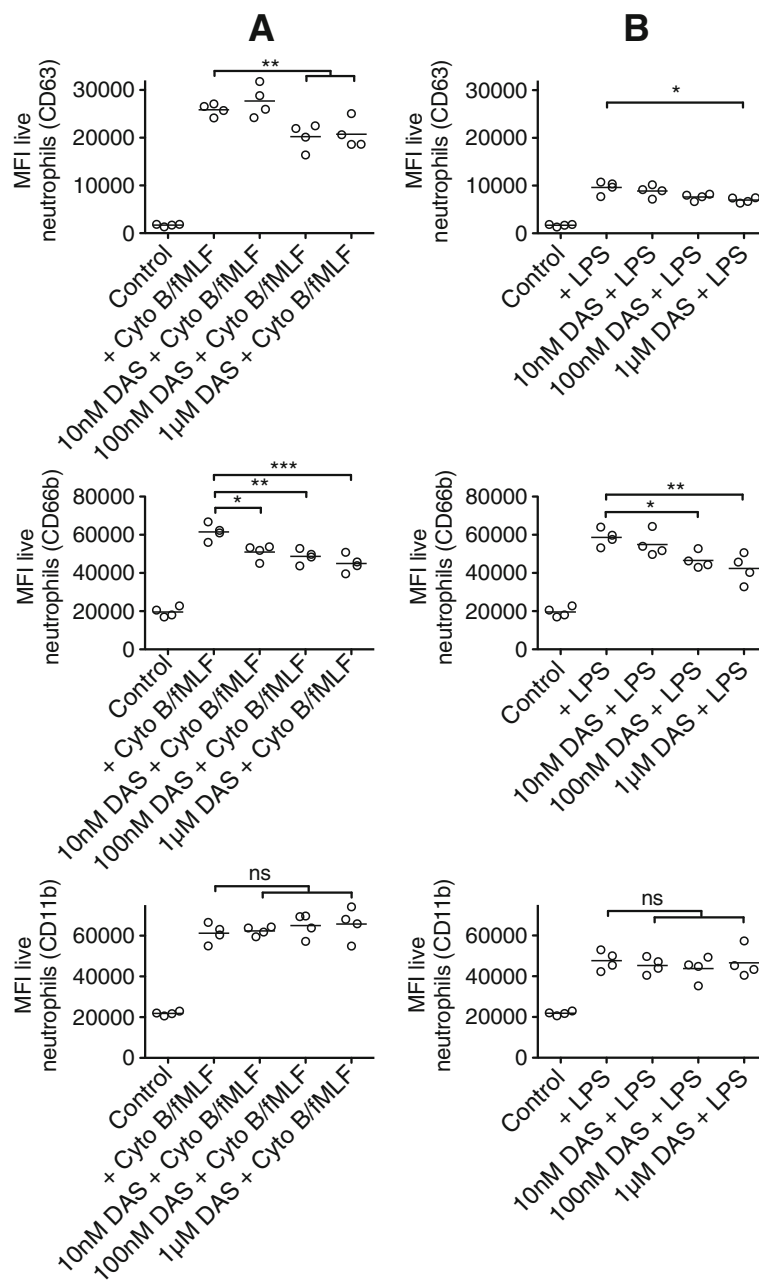 A
MFI live
neutrophils (CD63)
**
30000
20000
10000
0
Control
+ Cyto B/fMLF
10nM DAS + Cyto B/fMLF
100nM DAS + Cyto B/fMLF
1µM DAS + Cyto B/fMLF
B
MFI live
neutrophils (CD63)
*
30000
20000
10000
0
Control
+ LPS
10nM DAS + LPS
100nM DAS + LPS
1µM DAS + LPS
MFI live
neutrophils (CD66b)
***
**
*
80000
60000
40000
20000
0
Control
+ Cyto B/fMLF
10nM DAS + Cyto B/fMLF
100nM DAS + Cyto B/fMLF
1µM DAS + Cyto B/fMLF
MFI live
neutrophils (CD66b)
**
*
80000
60000
40000
20000
0
Control
+ LPS
10nM DAS + LPS
100nM DAS + LPS
1µM DAS + LPS
MFI live
neutrophils (CD11b)
ns
60000
40000
20000
0
Control
+ Cyto B/fMLF
10nM DAS + Cyto B/fMLF
100nM DAS + Cyto B/fMLF
1µM DAS + Cyto B/fMLF
MFI live
neutrophils (CD11b)
ns
60000
40000
20000
0
Control
+ LPS
10nM DAS + LPS
100nM DAS + LPS
1µM DAS + LPS